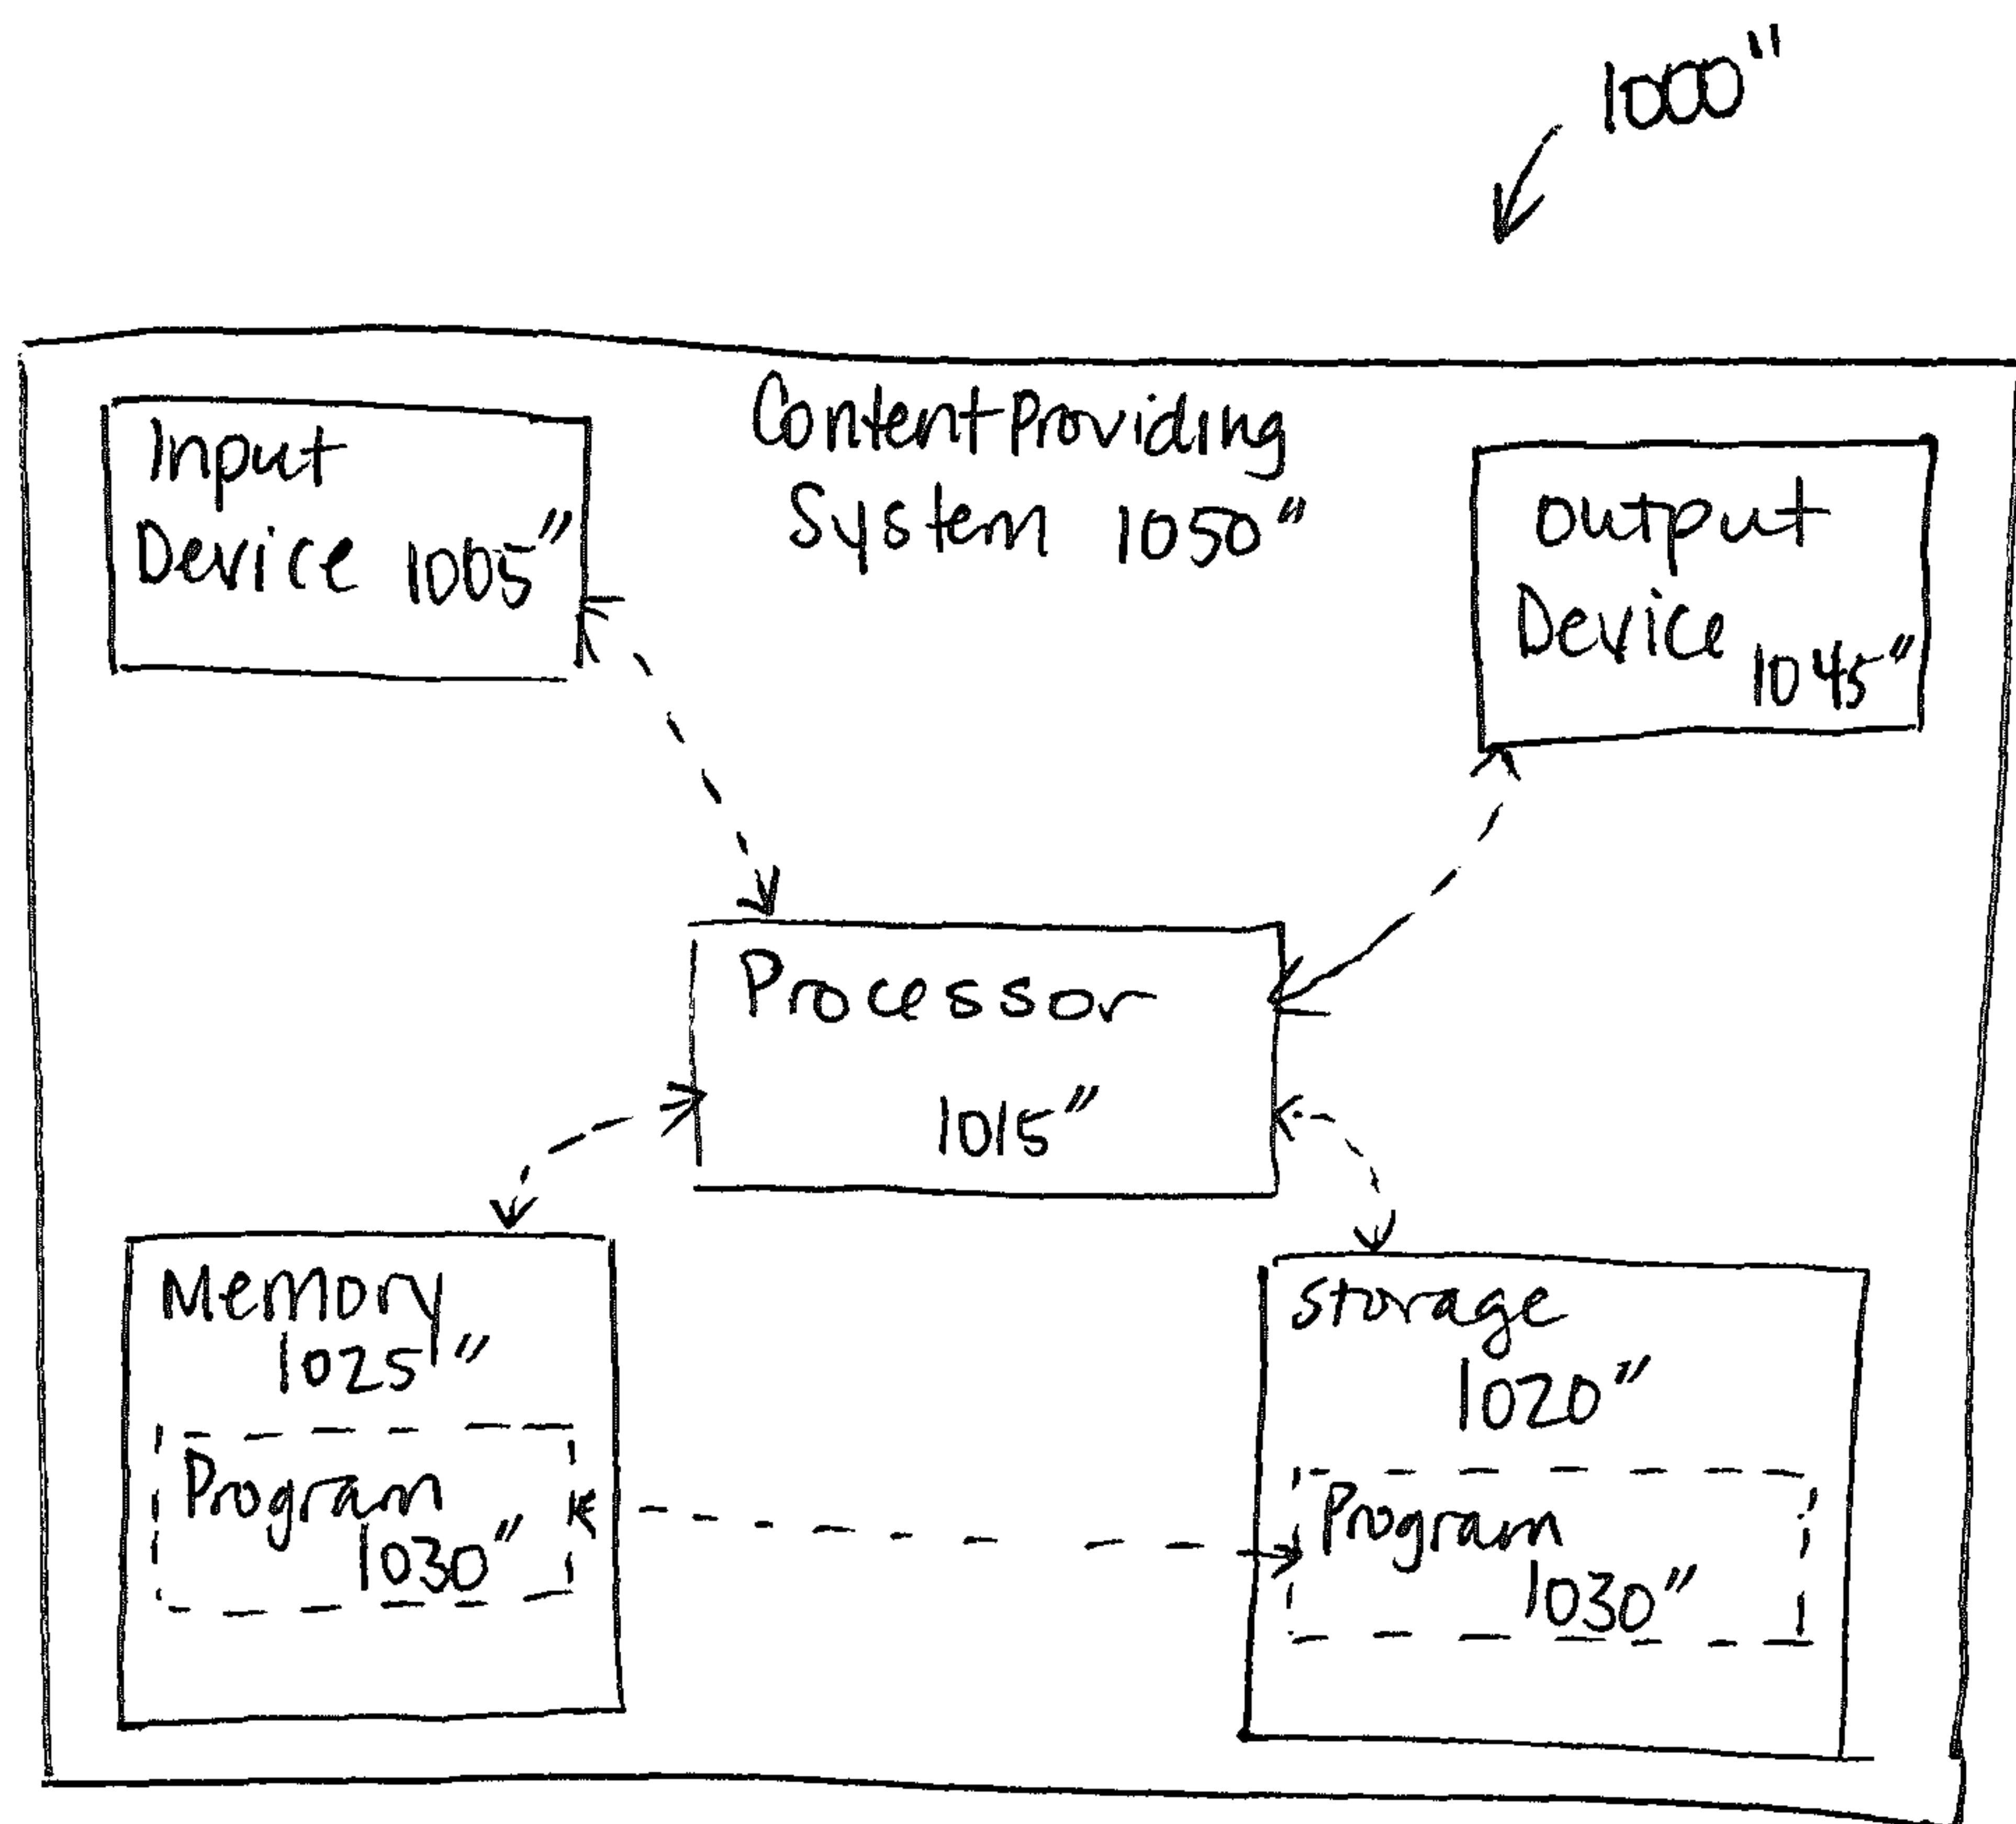 1000"
Input
Device 1005"
Content Providing
System 1050"
output
Device
1045"
Processor
1015"
Memory
1025"
Program
1030"
Storage
1020"
Program
1030"